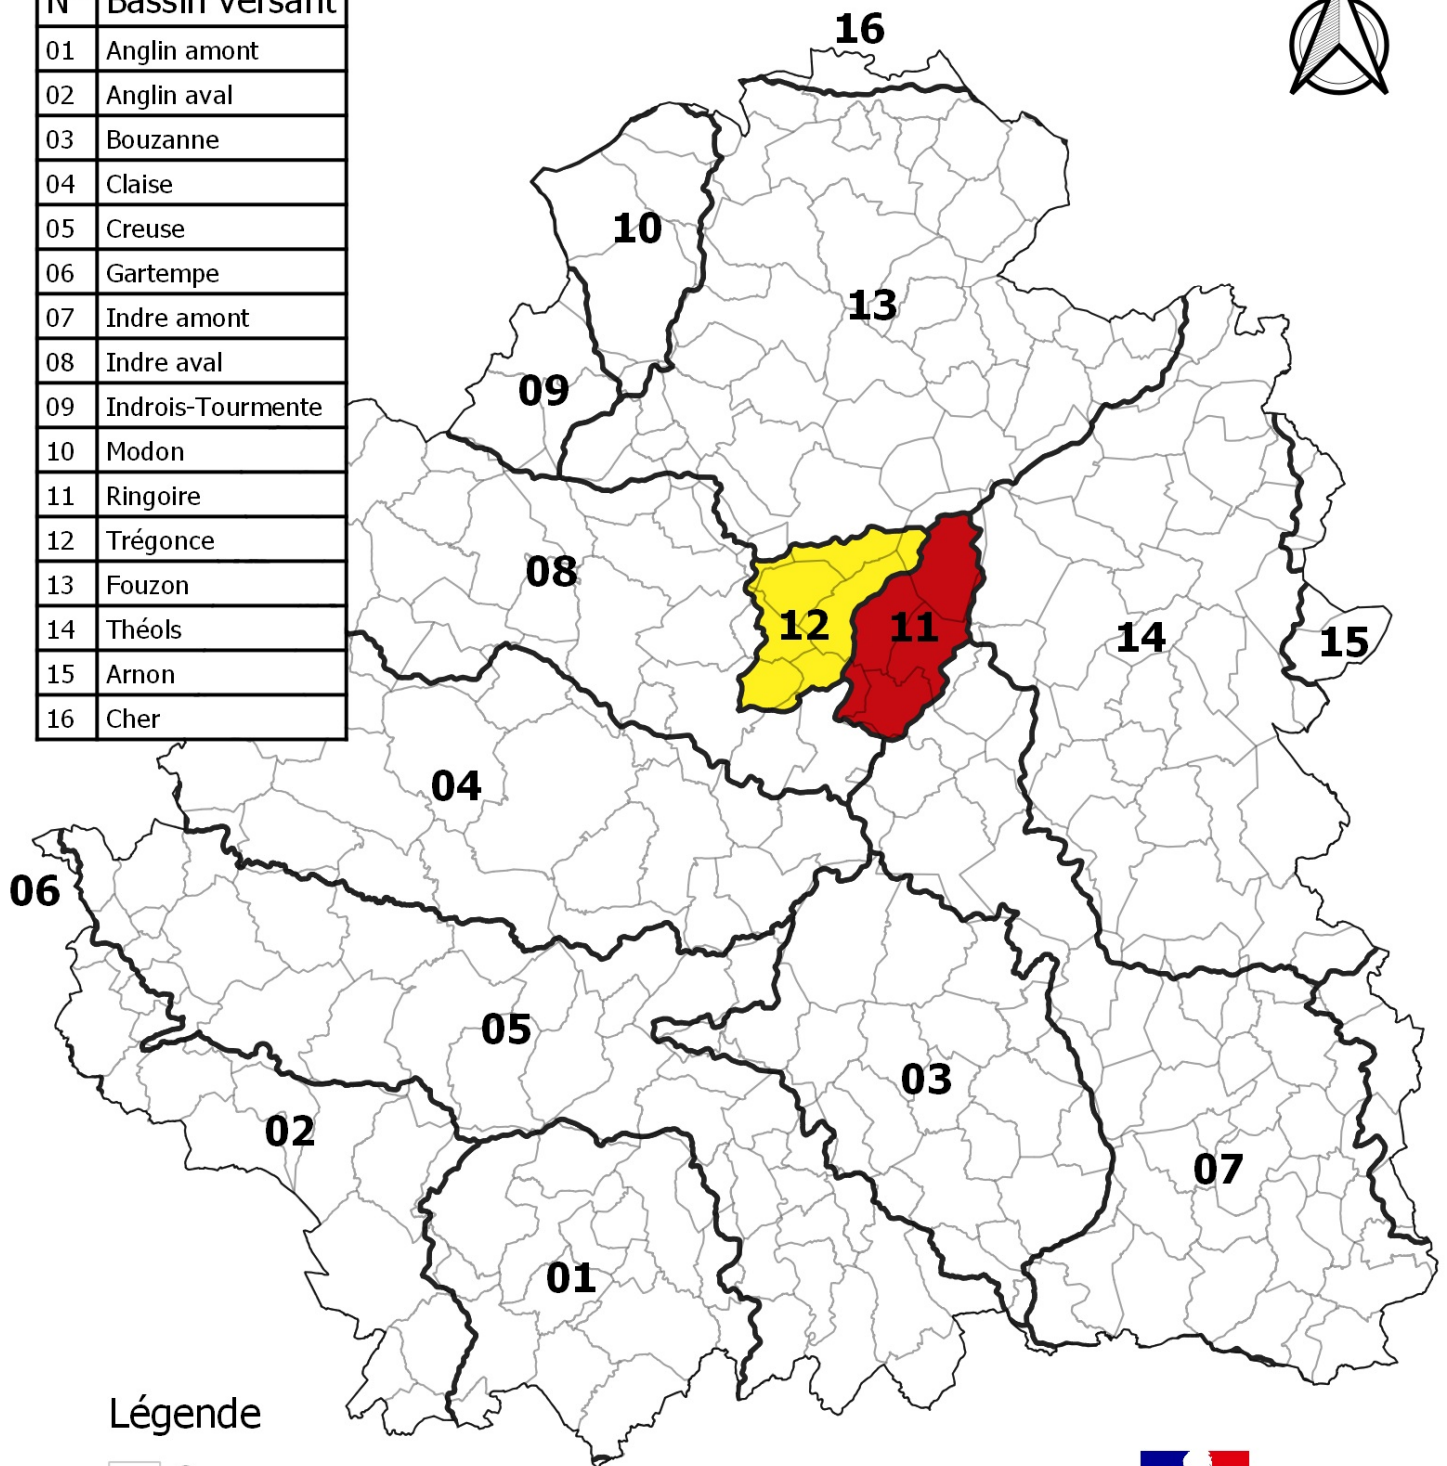 N° Bassin versant
01 Anglin amont
02 Anglin aval
03 Bouzanne
04 Claise
05 Creuse
06 Gartempe
07 Indre amont
08 Indre aval
09 Indrois-Tourmente
10 Modon
11 Ringoire
12 Trégonce
13 Fouzon
14 Théols
15 Arnon
16 Cher
16
10
13
09
08
12
11
14
15
04
06
05
03
02
07
01
Légende